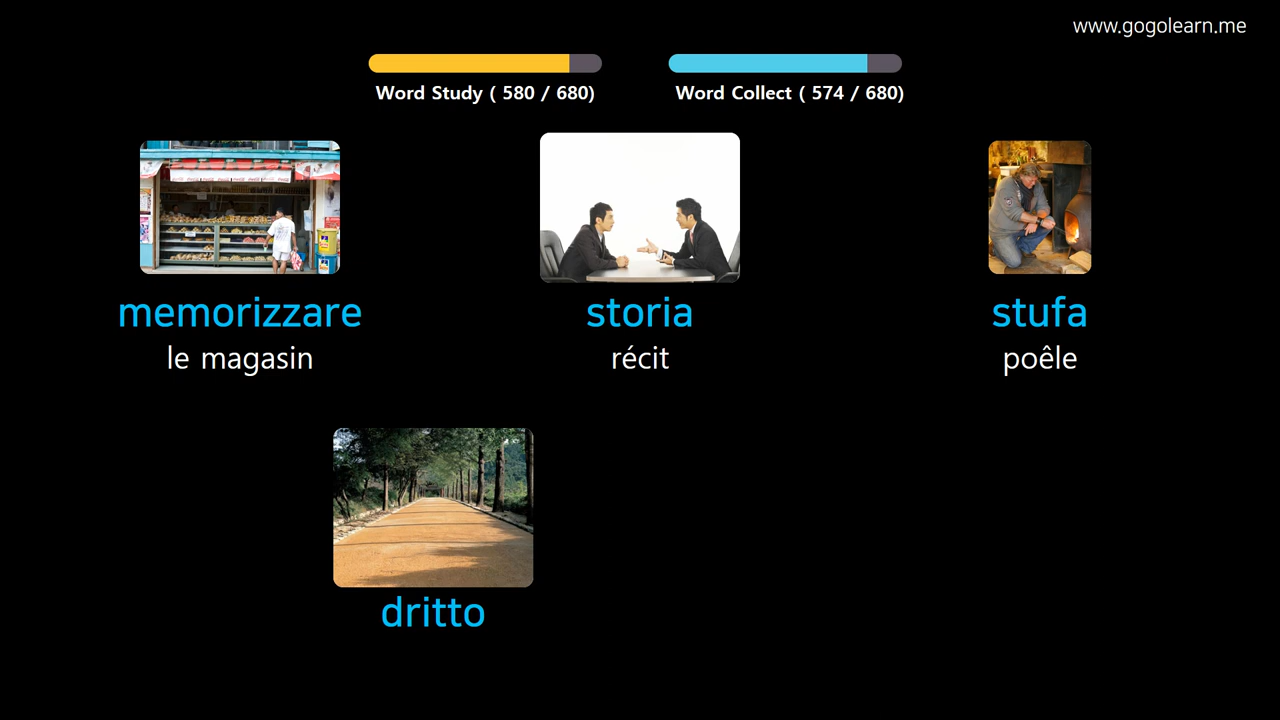 www.gogolearn.me
Word Study ( 580 / 680)
Word Collect ( 574 / 680)
memorizzare
le magasin
storia
récit
stufa
poêle
dritto